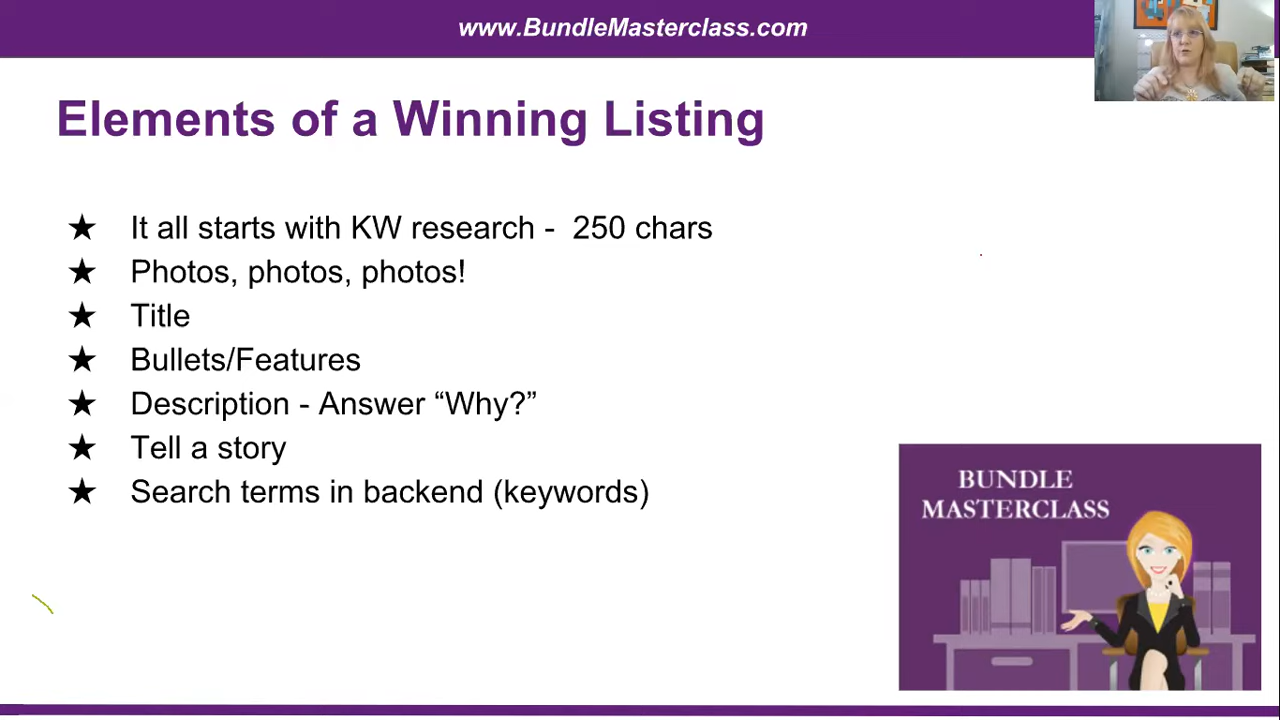 www.BundleMasterclass.com
Elements of a Winning Listing
★ It all starts with KW research -  250 chars
★ Photos, photos, photos!
★ Title
★ Bullets/Features
★ Description - Answer “Why?”
★ Tell a story
★ Search terms in backend (keywords)
BUNDLE
MASTERCLASS